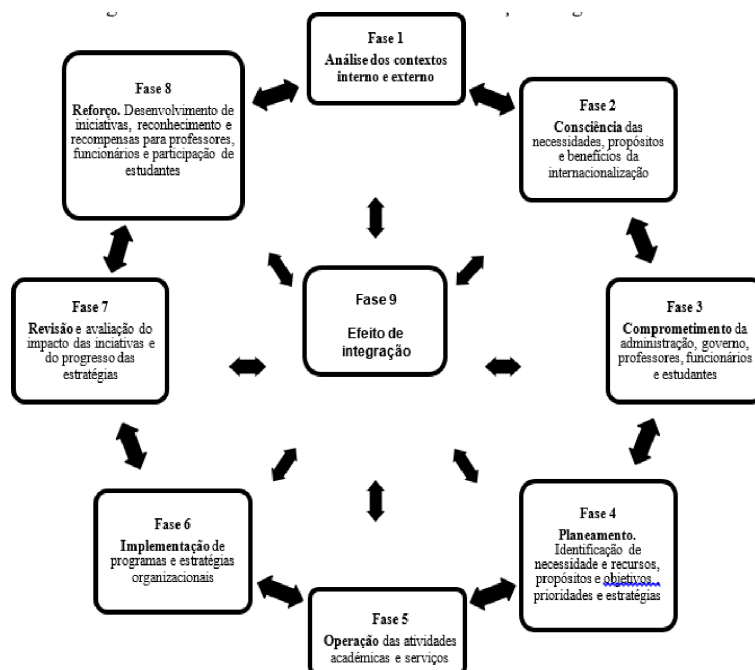 Fase 1
Análise dos contextos
interno e externo
Fase 2
Consciência das
necessidades, propósitos
e benefícios da
internacionalização
Fase 3
Comprometimento da
administração, governo,
professores, funcionários
e estudantes
Fase 4
Planeamento.
Identificação de
necessidade e recursos,
propósitos e objetivos,
prioridades e estratégias
Fase 5
Operação das atividades
académicas e serviços
Fase 6
Implementação de
programas e estratégias
organizacionais
Fase 7
Revisão e avaliação do
impacto das iniciativas e
do progresso das
estratégias
Fase 8
Reforço. Desenvolvimento de
iniciativas, reconhecimento e
recompensas para professores,
funcionários e participação de
estudantes
Fase 9
Efeito de
integração